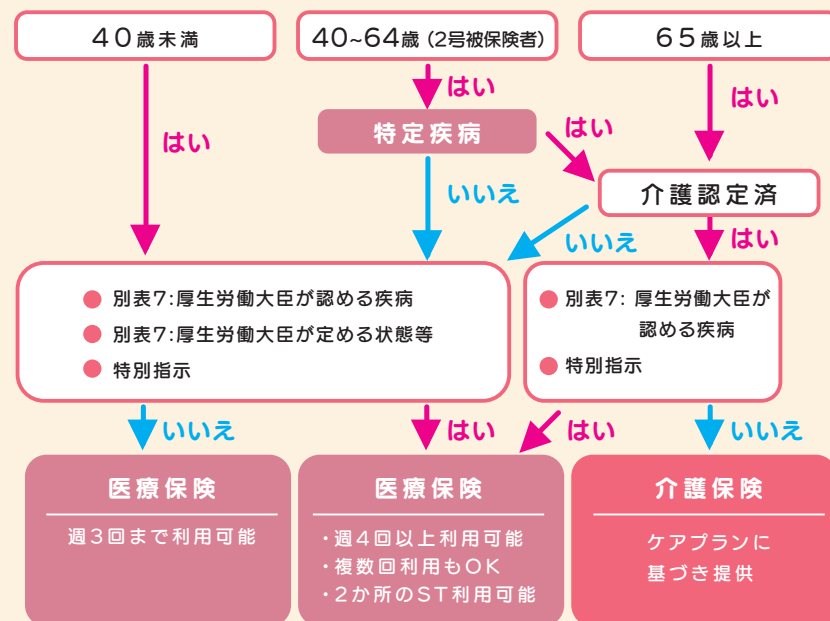 40歳未満
40~64歳（2号被保険者）
65歳以上
はい
はい
はい
特定疾病
はい
いいえ
介護認定済
いいえ
はい
● 別表7:厚生労働大臣が認める疾病
● 別表7:厚生労働大臣が定める状態等
● 特別指示
● 別表7: 厚生労働大臣が
認める疾病
● 特別指示
いいえ
はい
はい
いいえ
医療保険
週3回まで利用可能
医療保険
・週4回以上利用可能
・複数回利用もOK
・2か所のST利用可能
介護保険
ケアプランに
基づき提供